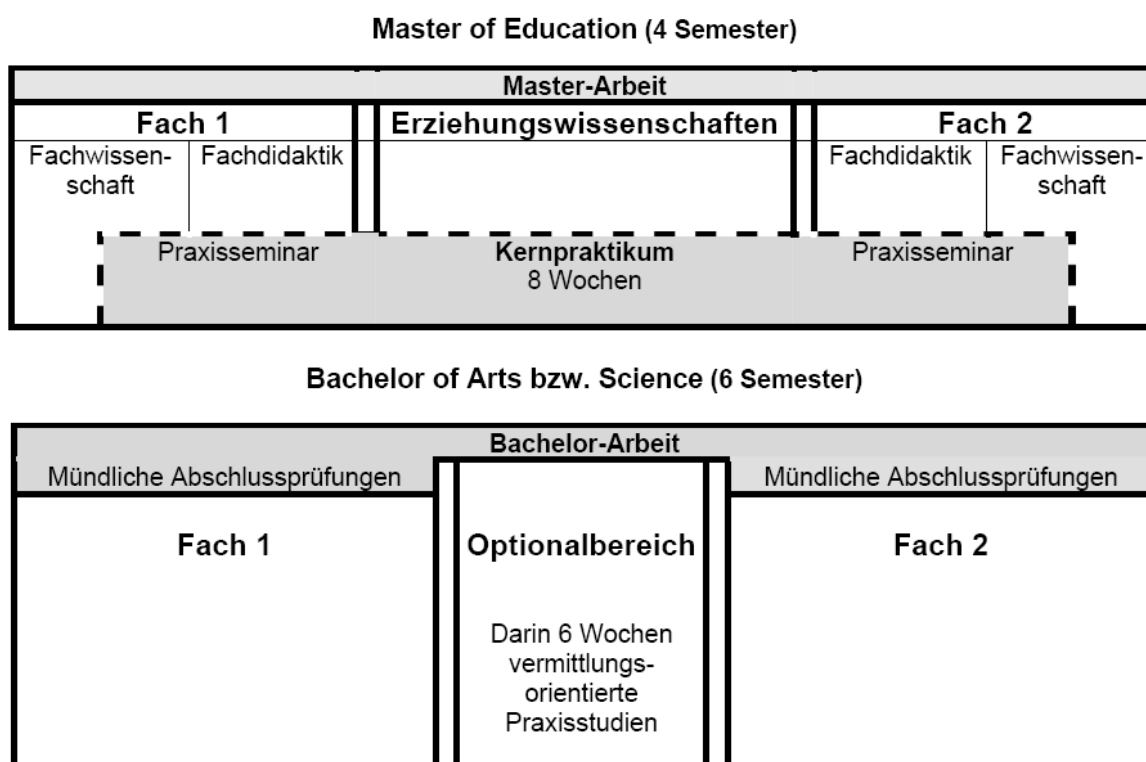 Master of Education (4 Semester)
Master-Arbeit
Fach 1
Erziehungswissenschaften
Fach 2
Fachwissen-
schaft
Fachdidaktik
Fachdidaktik
Fachwissen-
schaft
Praxisseminar
Kernpraktikum
8 Wochen
Praxisseminar
Bachelor of Arts bzw. Science (6 Semester)
Bachelor-Arbeit
Mündliche Abschlussprüfungen
Mündliche Abschlussprüfungen
Fach 1
Optionalbereich
Fach 2
Darin 6 Wochen
vermittlungs-
orientierte
Praxisstudien